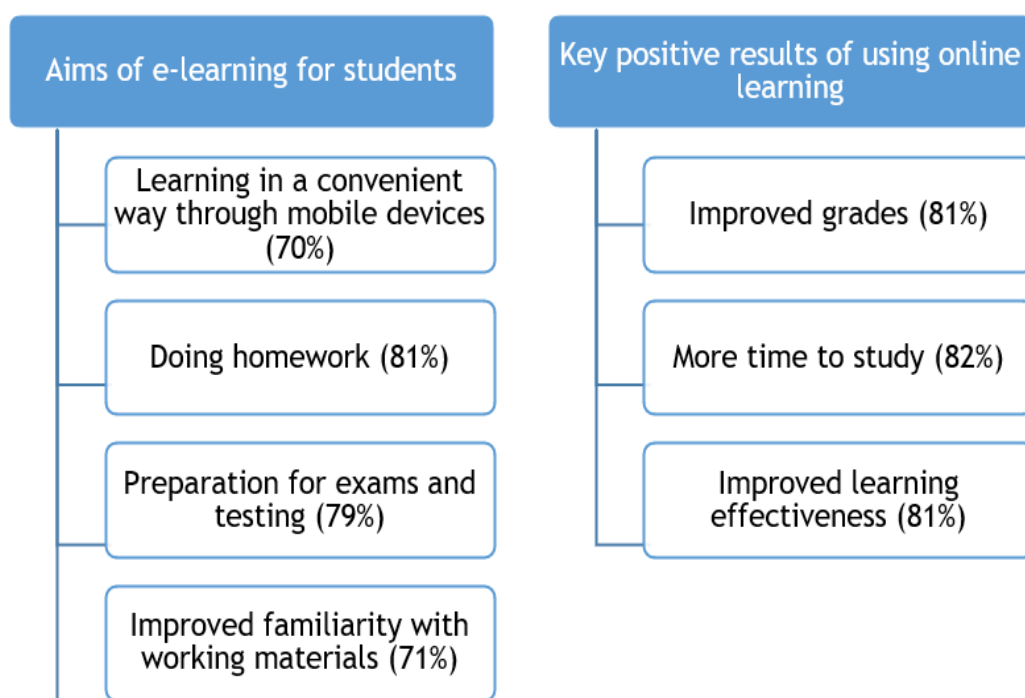 Aims of e-learning for students
Learning in a convenient
way through mobile devices
(70%)
Doing homework (81%)
Preparation for exams and
testing (79%)
Improved familiarity with
working materials (71%)
Key positive results of using online
learning
Improved grades (81%)
More time to study (82%)
Improved learning
effectiveness (81%)